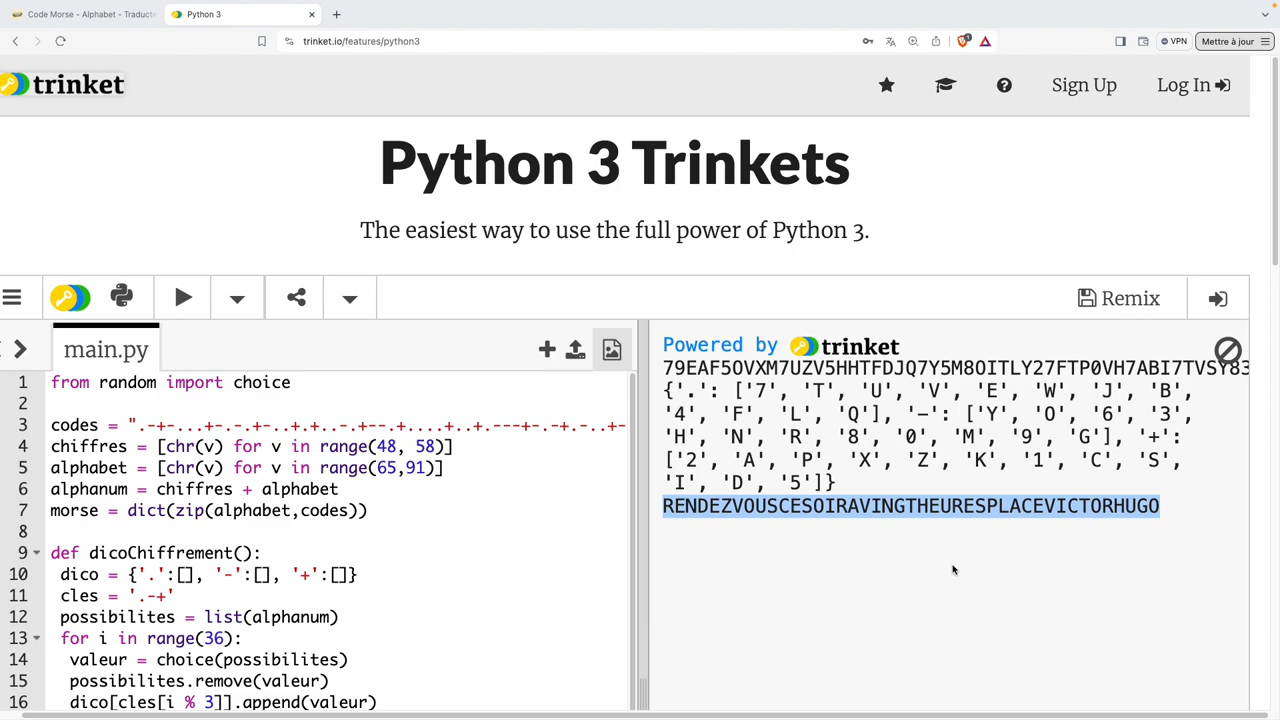 Code Morse - Alphabet - Traducte
Python 3
trinket.io/features/python3
VPN
Mettre à jour
trinket
Sign Up
Log In
Python 3 Trinkets
The easiest way to use the full power of Python 3.
Remix
main.py
1 from random import choice
2
3 codes = ".-+-...+-.-.+-..+.+..-.+--.+....+..+.---+-.-+.-..+-
4 chiffres = [chr(v) for v in range(48, 58)]
5 alphabet = [chr(v) for v in range(65,91)]
6 alphanum = chiffres + alphabet
7 morse = dict(zip(alphabet,codes))
8
9 def dicoChiffrement():
10 dico = {'.':[], '-':[], '+':[]}
11 cles = '.-+'
12 possibilites = list(alphanum)
13 for i in range(36):
14 valeur = choice(possibilites)
15 possibilites.remove(valeur)
16 dico[cles[i % 3]].append(valeur)
Powered by trinket
79EAF5OVXM7UZV5HHTFDJQ7Y5M8OITLY27FTP0VH7ABI7TVSY83
{'.': ['7', 'T', 'U', 'V', 'E', 'W', 'J', 'B',
'4', 'F', 'L', 'Q'], '-': ['Y', 'O', '6', '3',
'H', 'N', 'R', '8', '0', 'M', '9', 'G'], '+':
['2', 'A', 'P', 'X', 'Z', 'K', '1', 'C', 'S',
'I', 'D', '5']}
RENDEZVOUSCESOIRAVINGTHEURESPLACEVICTORHUGO